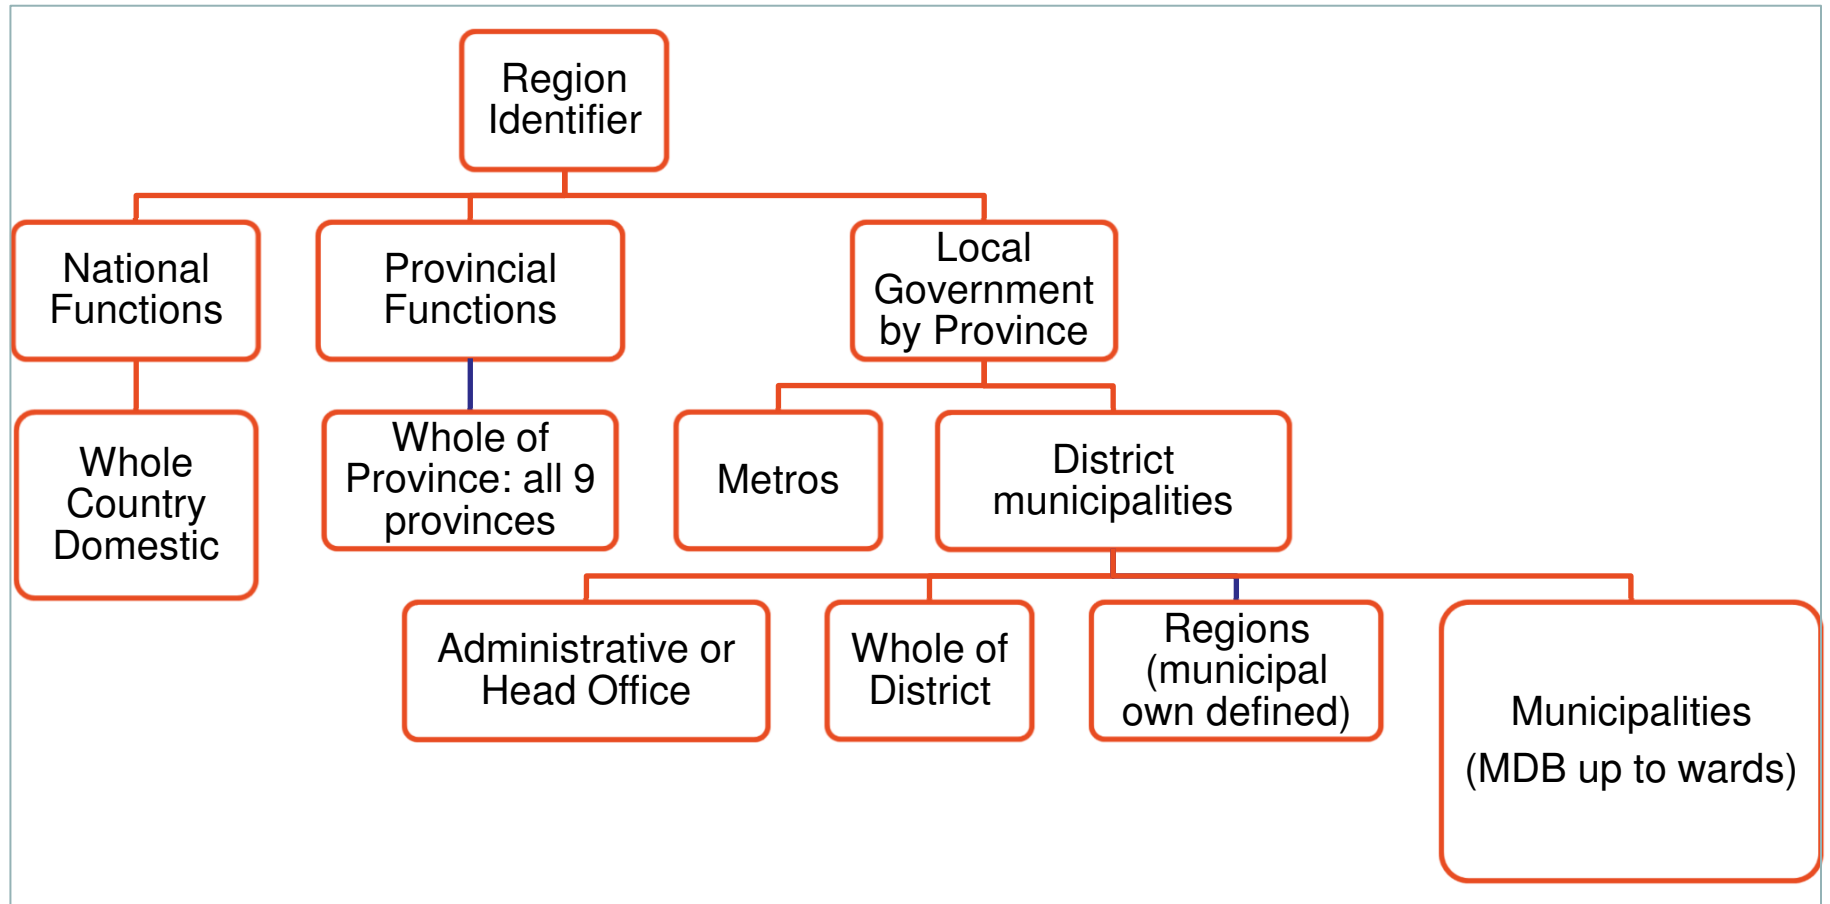 Region
Identifier
National
Functions
Provincial
Functions
Local
Government
by Province
Whole
Country
Domestic
Whole of
Province: all 9
provinces
Metros
District
municipalities
Administrative or
Head Office
Whole of
District
Regions
(municipal
own defined)
Municipalities
(MDB up to wards)